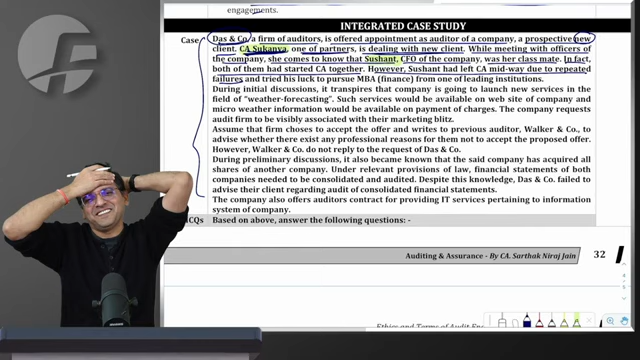 engagements.
INTEGRATED CASE STUDY
Case Das & Co, a firm of auditors, is offered appointment as auditor of a company, a prospective new
client. CA Sukanya, one of partners, is dealing with new client. While meeting with officers of
the company, she comes to know that Sushant, CFO of the company, was her class mate. In fact,
both of them had started CA together. However, Sushant had left CA mid-way due to repeated
failures and tried his luck to pursue MBA (finance) from one of leading institutions.
During initial discussions, it transpires that company is going to launch new services in the
field of "weather-forecasting". Such services would be available on web site of company and
micro weather information would be available on payment of charges. The company requests
audit firm to be visibly associated with their marketing blitz.
Assume that firm choses to accept the offer and writes to previous auditor, Walker & Co., to
advise whether there exist any professional reasons for them not to accept the proposed offer.
However, Walker & Co. do not reply to the request of Das & Co.
During preliminary discussions, it also became known that the said company has acquired all
shares of another company. Under relevant provisions of law, financial statements of both
companies needed to be consolidated and audited. Despite this knowledge, Das & Co. failed to
advise their client regarding audit of consolidated financial statements.
The company also offers auditors contract for providing IT services pertaining to information
system of company.
MCQs Based on above, answer the following questions: -
Auditing & Assurance - By CA. Sarthak Niraj Jain 32
Ethics and Terms of Audit